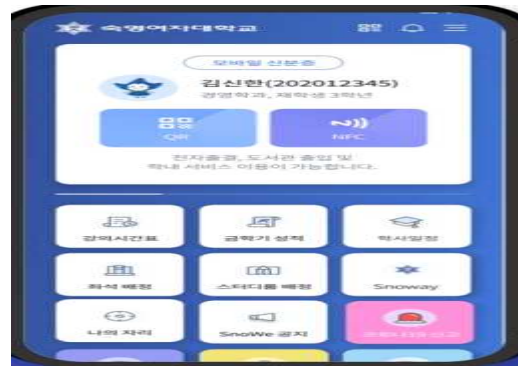 숙명여자대학교
모바일 신분증
김신한(202012345)
경영학과, 재학생 3학년
QR
NFC
전자출결, 도서관 출입 및
학내 서비스 이용이 가능합니다.
강의시간표
금학기 성적
학사일정
좌석 배정
스터디룸 배정
Snoway
나의 자리
SnoWe 공지